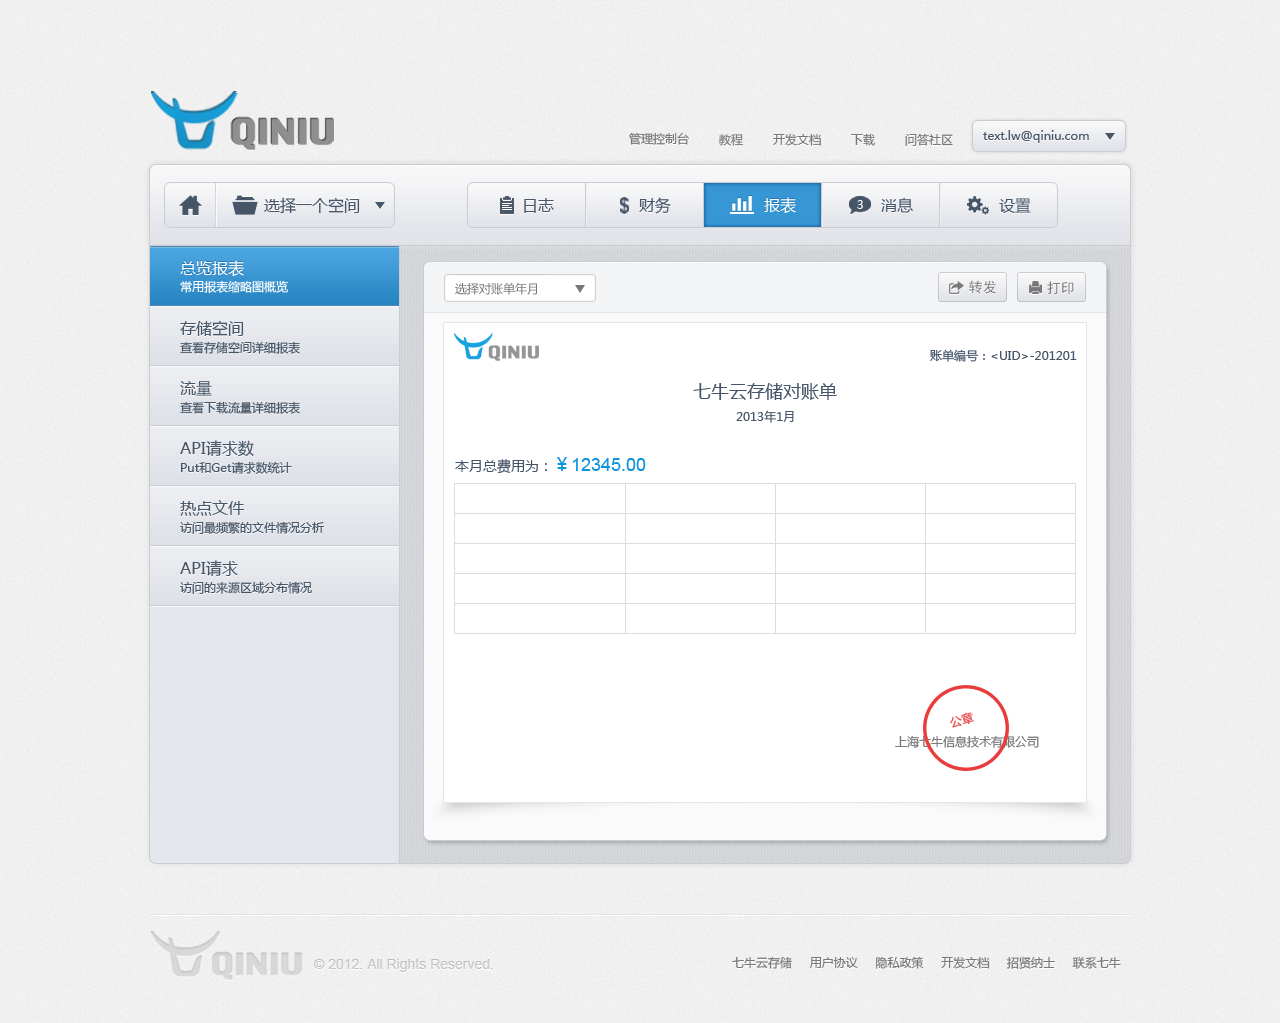 QINIU
管理控制台 教程 开发文档 下载 问答社区 text.lw@qiniu.com
选择一个空间 日志 $ 财务 报表 3 消息 设置
总览报表
常用报表缩略图概览
存储空间
查看存储空间详细报表
流量
查看下载流量详细报表
API请求数
Put和Get请求数统计
热点文件
访问最频繁的文件情况分析
API请求
访问的来源区域分布情况
选择对账单年月 转发 打印
QINIU
账单编号：<UID>-201201
七牛云存储对账单
2013年1月
本月总费用为： ¥ 12345.00
公章
上海七牛信息技术有限公司
QINIU © 2012. All Rights Reserved.
七牛云存储 用户协议 隐私政策 开发文档 招贤纳士 联系七牛